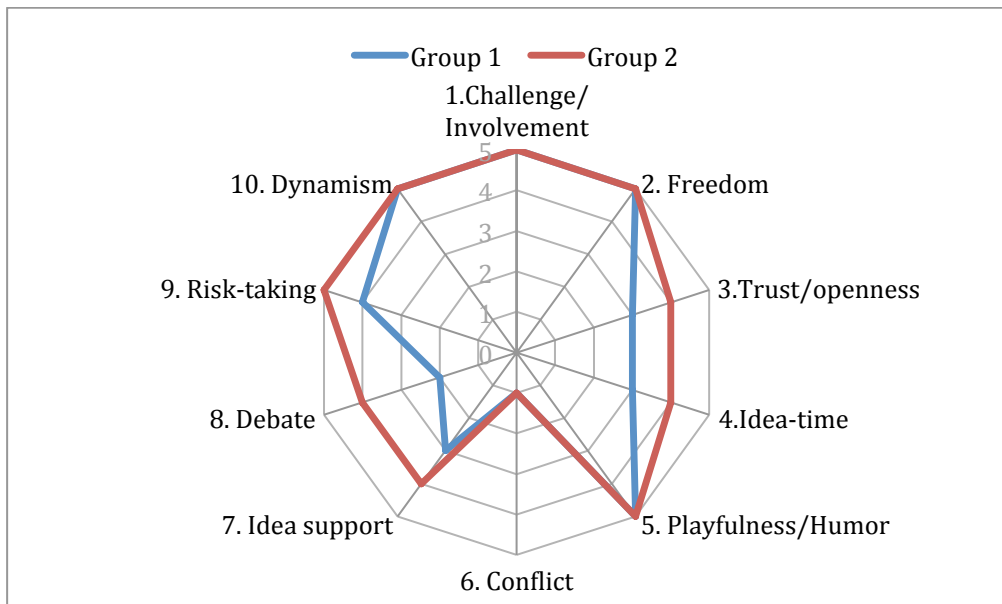 Group 1
Group 2
1.Challenge/
Involvement
2. Freedom
3.Trust/openness
4.Idea-time
5. Playfulness/Humor
6. Conflict
7. Idea support
8. Debate
9. Risk-taking
10. Dynamism
5
4
3
2
1
0